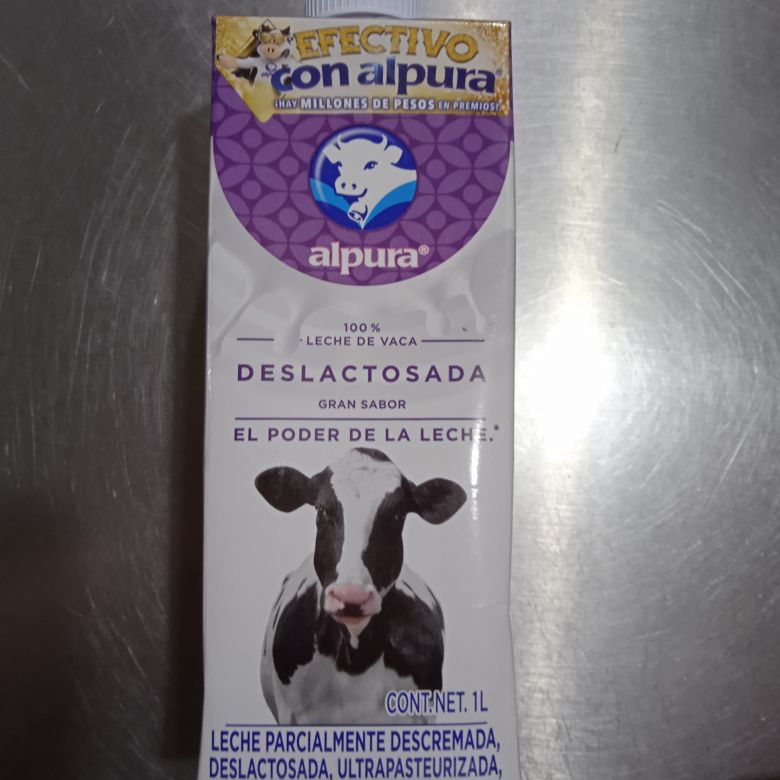 EFECTIVO
con alpura®
¡HAY MILLONES DE PESOS EN PREMIOS!
alpura®
100 %
LECHE DE VACA
DESLACTOSADA
GRAN SABOR
EL PODER DE LA LECHE.®
CONT. NET. 1L
LECHE PARCIALMENTE DESCREMADA,
DESLACTOSADA, ULTRAPASTEURIZADA,